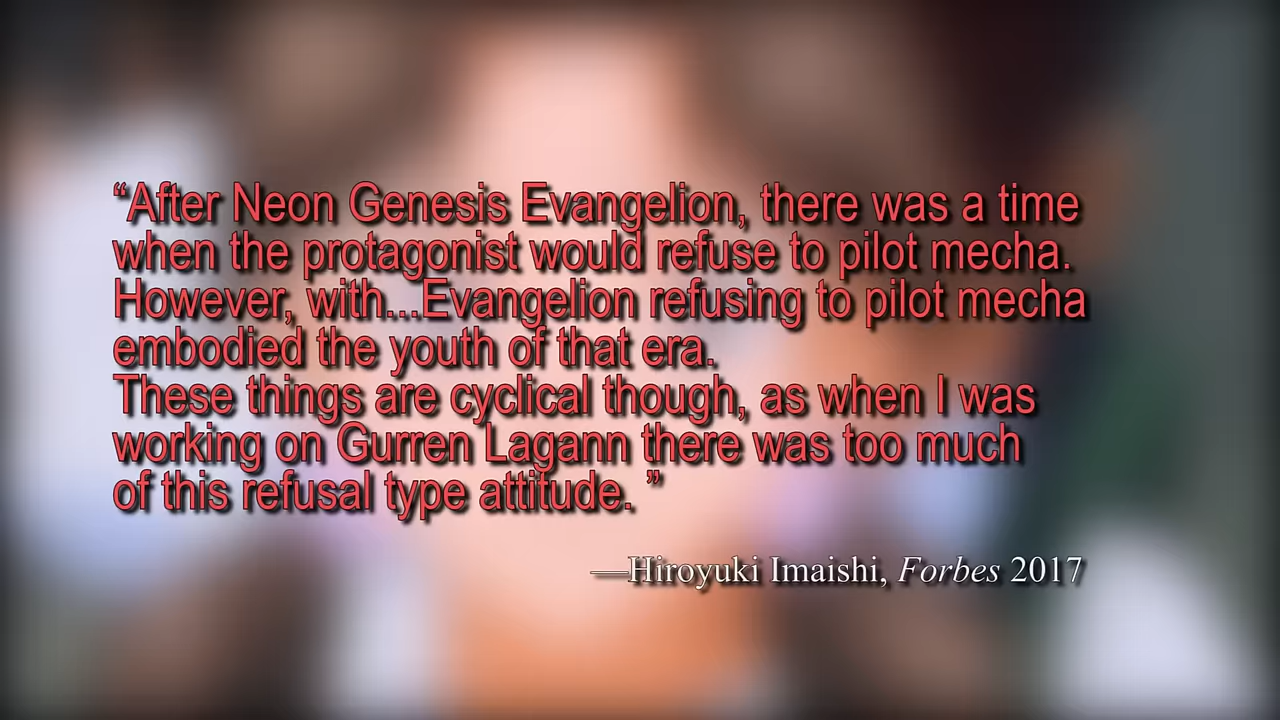 “After Neon Genesis Evangelion, there was a time
when the protagonist would refuse to pilot mecha.
However, with...Evangelion refusing to pilot mecha
embodied the youth of that era.
These things are cyclical though, as when I was
working on Gurren Lagann there was too much
of this refusal type attitude. ”
—Hiroyuki Imaishi, Forbes 2017